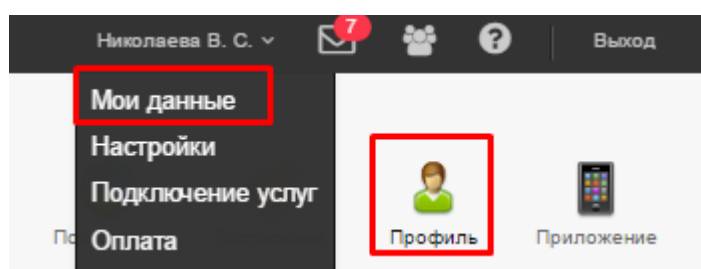 Николаева В. С. 7 Выход
Мои данные
Настройки
Подключение услуг
Оплата
Профиль Приложение